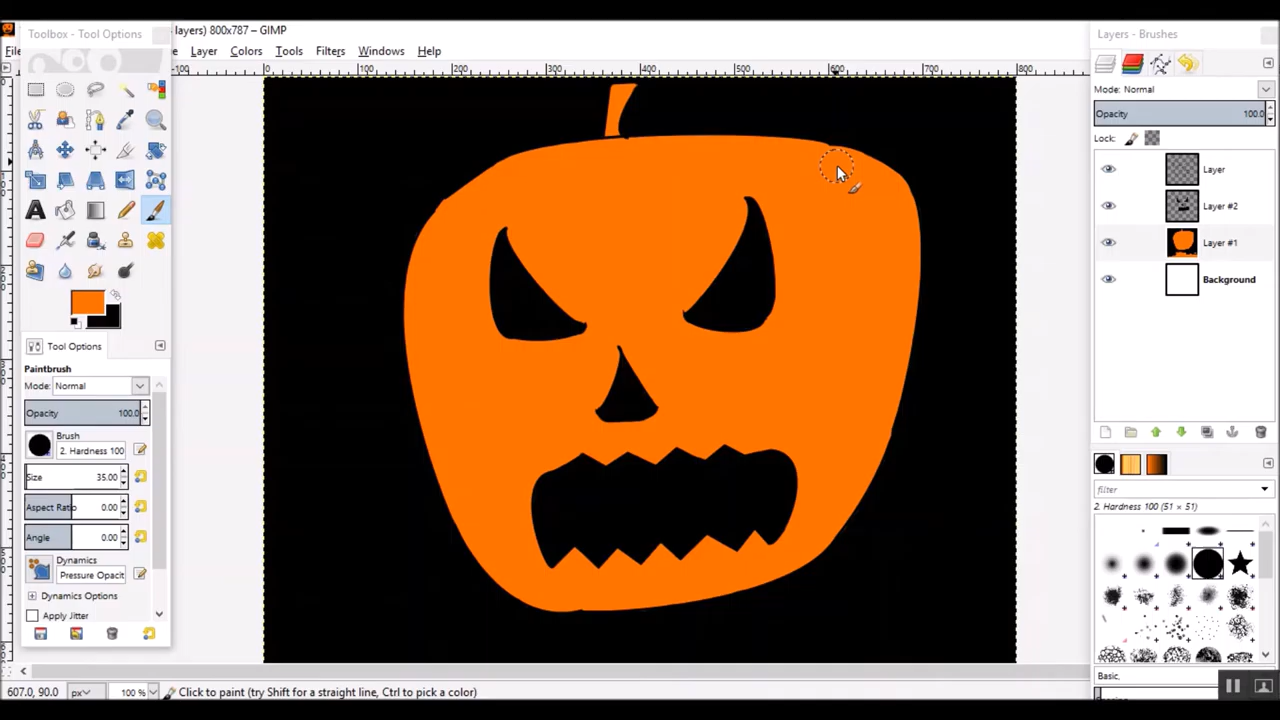 Toolbox - Tool Options
layers) 800x787 – GIMP
Layers - Brushes
Layer Colors Tools Filters Windows Help
-100 0 100 200 300 400 500 600 700 800
Mode: Normal
Opacity 100.0
Lock:
Layer
Layer #2
Layer #1
Background
Tool Options
Paintbrush
Mode: Normal
Opacity 100.0
Brush
2. Hardness 100
Size 35.00
Aspect Ratio 0.00
Angle 0.00
Dynamics
Pressure Opacit
Dynamics Options
Apply Jitter
filter
2. Hardness 100 (51 × 51)
Basic,
607.0, 90.0 px 100 % Click to paint (try Shift for a straight line, Ctrl to pick a color)